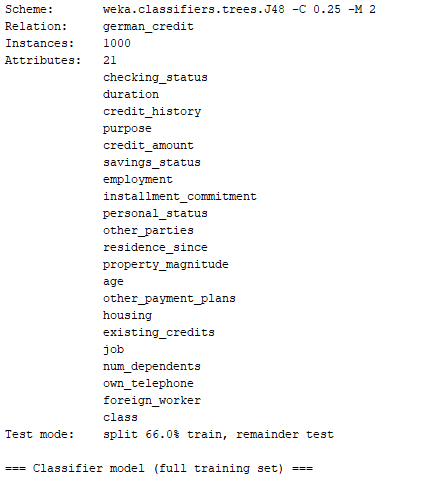 Scheme: weka.classifiers.trees.J48 -C 0.25 -M 2
Relation: german_credit
Instances: 1000
Attributes: 21
checking_status
duration
credit_history
purpose
credit_amount
savings_status
employment
installment_commitment
personal_status
other_parties
residence_since
property_magnitude
age
other_payment_plans
housing
existing_credits
job
num_dependents
own_telephone
foreign_worker
class
Test mode: split 66.0% train, remainder test
=== Classifier model (full training set) ===